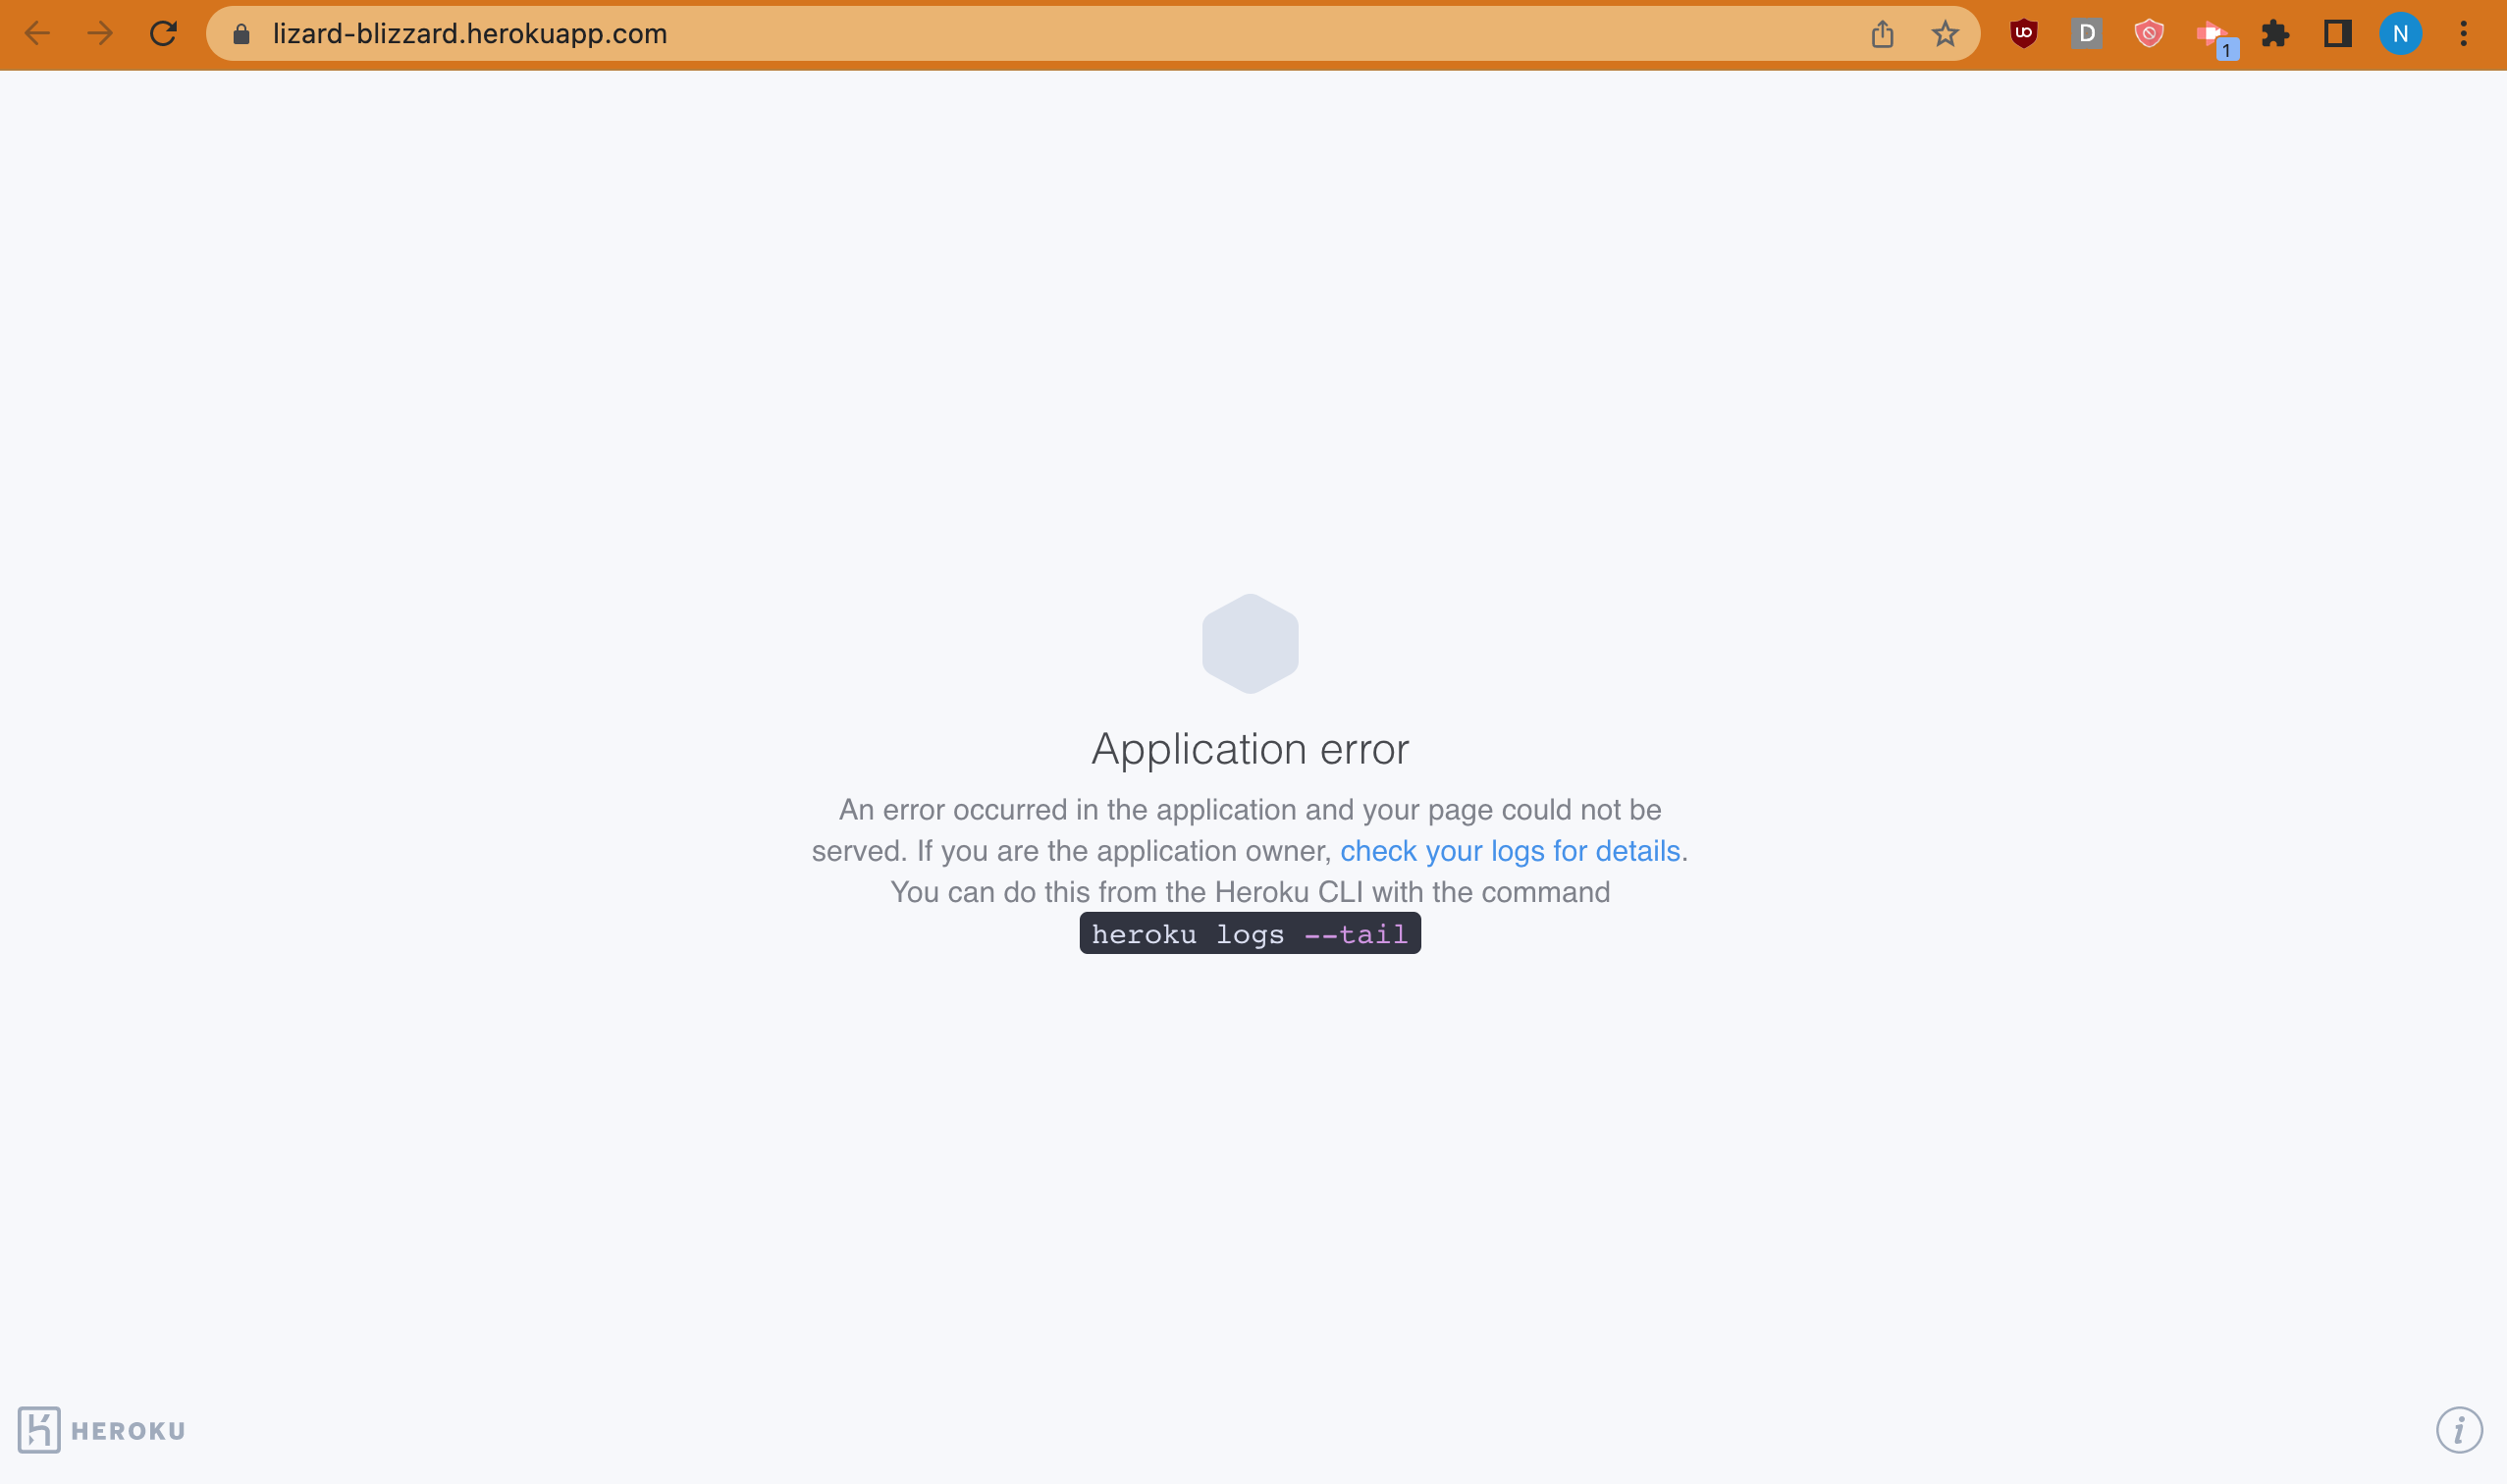 lizard-blizzard.herokuapp.com
UO
D
1
N
Application error
An error occurred in the application and your page could not be
served. If you are the application owner, check your logs for details.
You can do this from the Heroku CLI with the command
heroku logs --tail
HEROKU
i